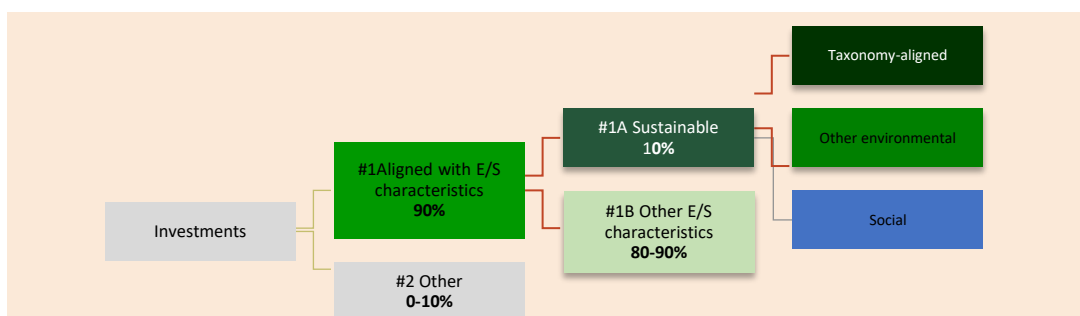 Taxonomy-aligned
#1A Sustainable
10%
Other environmental
#1Aligned with E/S
characteristics
90%
Investments
#1B Other E/S
characteristics
80-90%
Social
#2 Other
0-10%